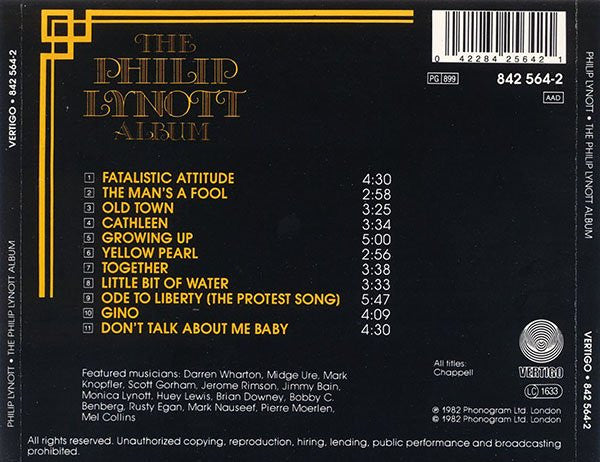 VERTIGO • 842 564-2
PHILIP LYNOTT • THE PHILIP LYNOTT ALBUM
THE
PHILIP
LYNOTT
ALBUM
0 42284 25642 1
PG 899
842 564-2
AAD
1 FATALISTIC ATTITUDE 4:30
2 THE MAN'S A FOOL 2:58
3 OLD TOWN 3:25
4 CATHLEEN 3:34
5 GROWING UP 5:00
6 YELLOW PEARL 2:56
7 TOGETHER 3:38
8 LITTLE BIT OF WATER 3:33
9 ODE TO LIBERTY (THE PROTEST SONG) 5:47
10 GINO 4:09
11 DON'T TALK ABOUT ME BABY 4:30
Featured musicians: Darren Wharton, Midge Ure, Mark
Knopfler, Scott Gorham, Jerome Rimson, Jimmy Bain,
Monica Lynott, Huey Lewis, Brian Downey, Bobby C.
Benberg, Rusty Egan, Mark Nauseef, Pierre Moerlen,
Mel Collins
All titles:
Chappell
VERTIGO
LC 1633
℗ 1982 Phonogram Ltd. London
© 1982 Phonogram Ltd. London
All rights reserved. Unauthorized copying, reproduction, hiring, lending, public performance and broadcasting
prohibited.
PHILIP LYNOTT • THE PHILIP LYNOTT ALBUM
VERTIGO • 842 564-2